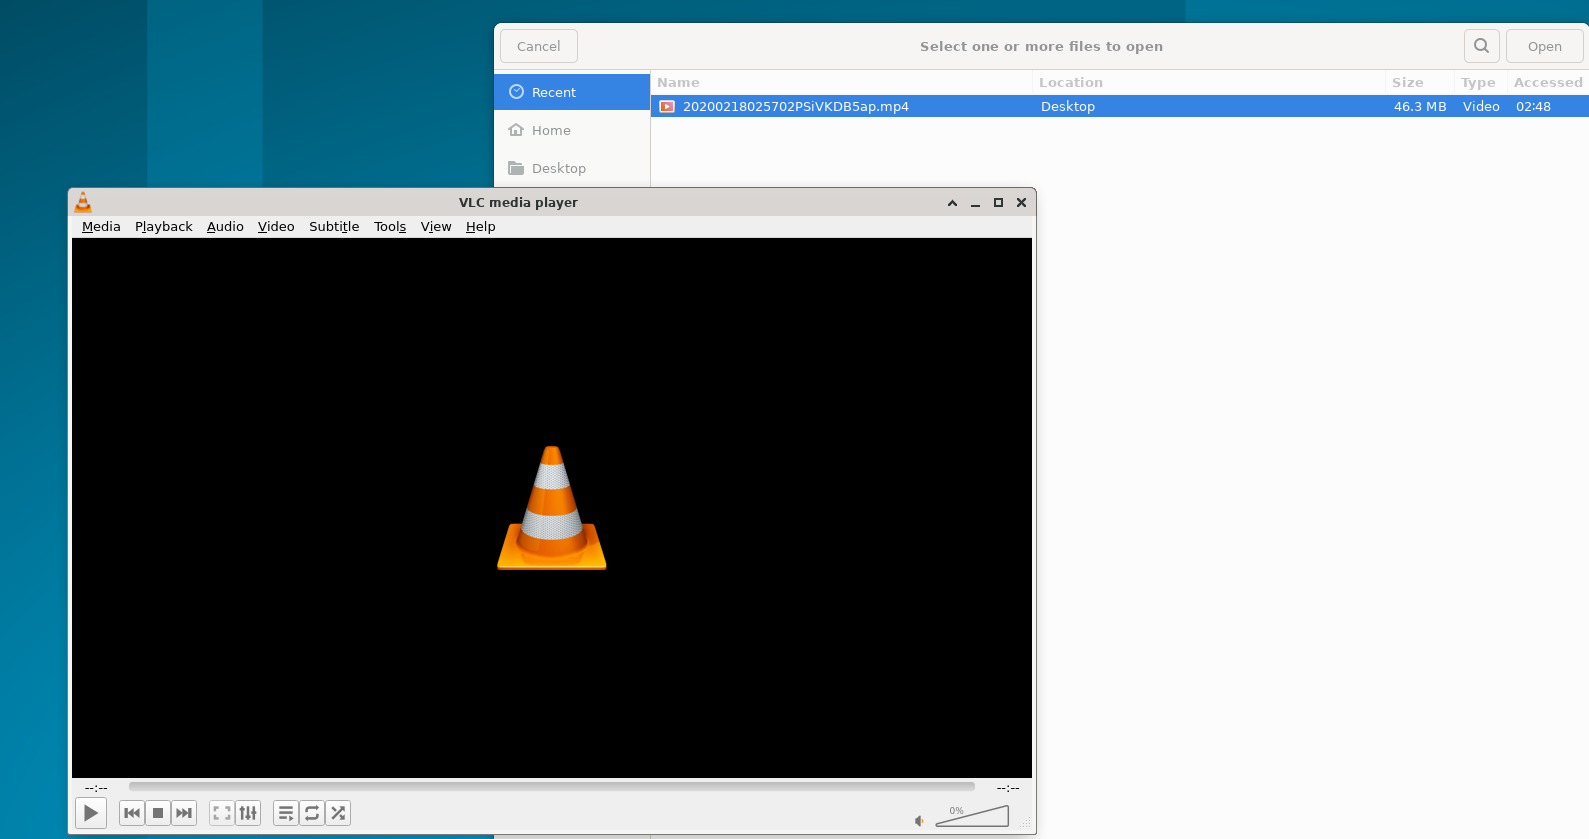 Cancel
Select one or more files to open
Open
Name
Location
Size
Type
Accessed
Recent
20200218025702PSiVKDB5ap.mp4
Desktop
46.3 MB
Video
02:48
Home
Desktop
VLC media player
Media
Playback
Audio
Video
Subtitle
Tools
View
Help
--:--
--:--
0%